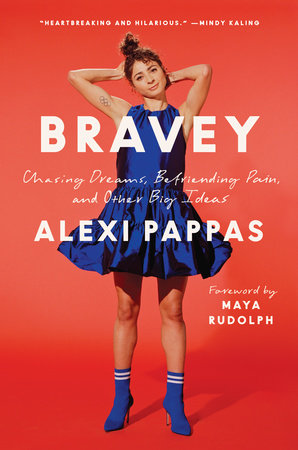 "HEARTBREAKING AND HILARIOUS." —MINDY KALING
BRAVEY
Chasing Dreams, Befriending Pain,
and Other Big Ideas
ALEXI PAPPAS
Foreword by
MAYA
RUDOLPH